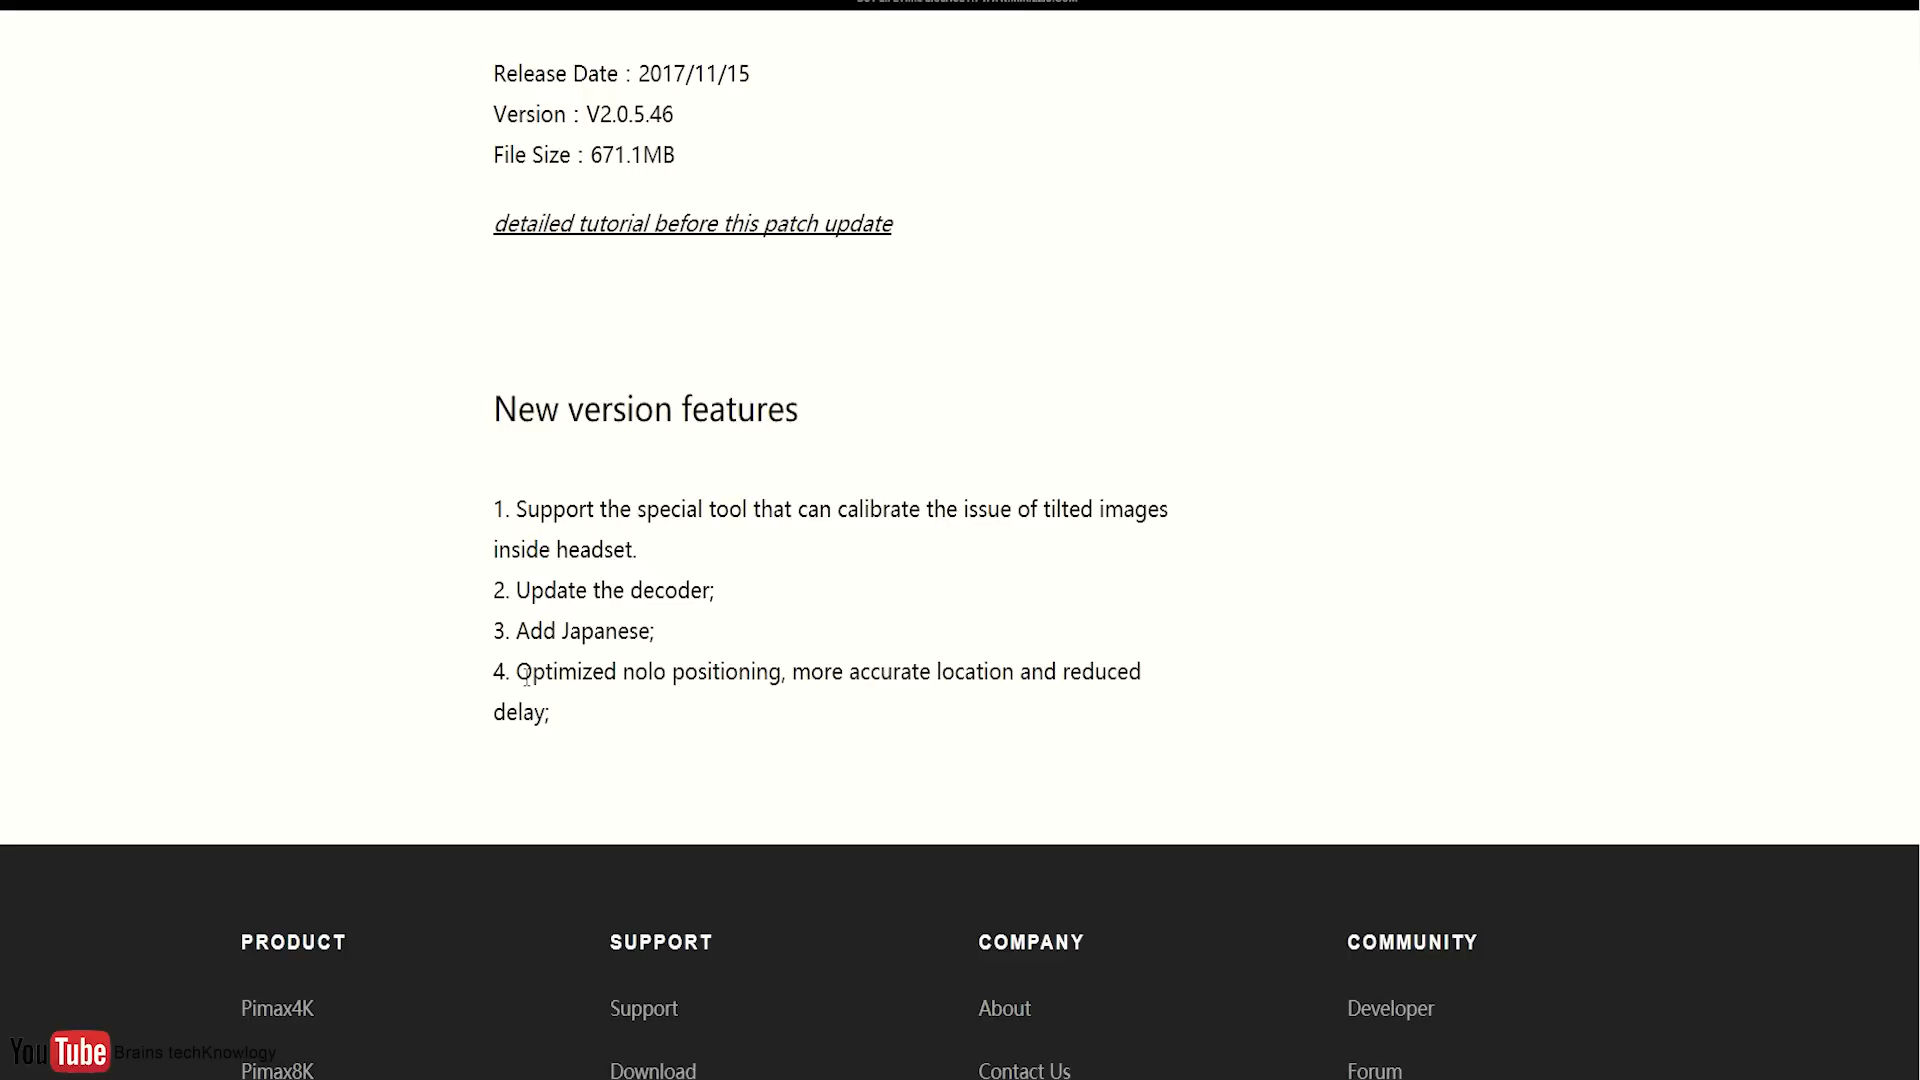 Release Date : 2017/11/15
Version : V2.0.5.46
File Size : 671.1MB
detailed tutorial before this patch update
New version features
1. Support the special tool that can calibrate the issue of tilted images
inside headset.
2. Update the decoder;
3. Add Japanese;
4. Optimized nolo positioning, more accurate location and reduced
delay;
PRODUCT SUPPORT COMPANY COMMUNITY
Pimax4K Support About Developer
YouTube Brains techKnowlogy
Pimax8K Download Contact Us Forum